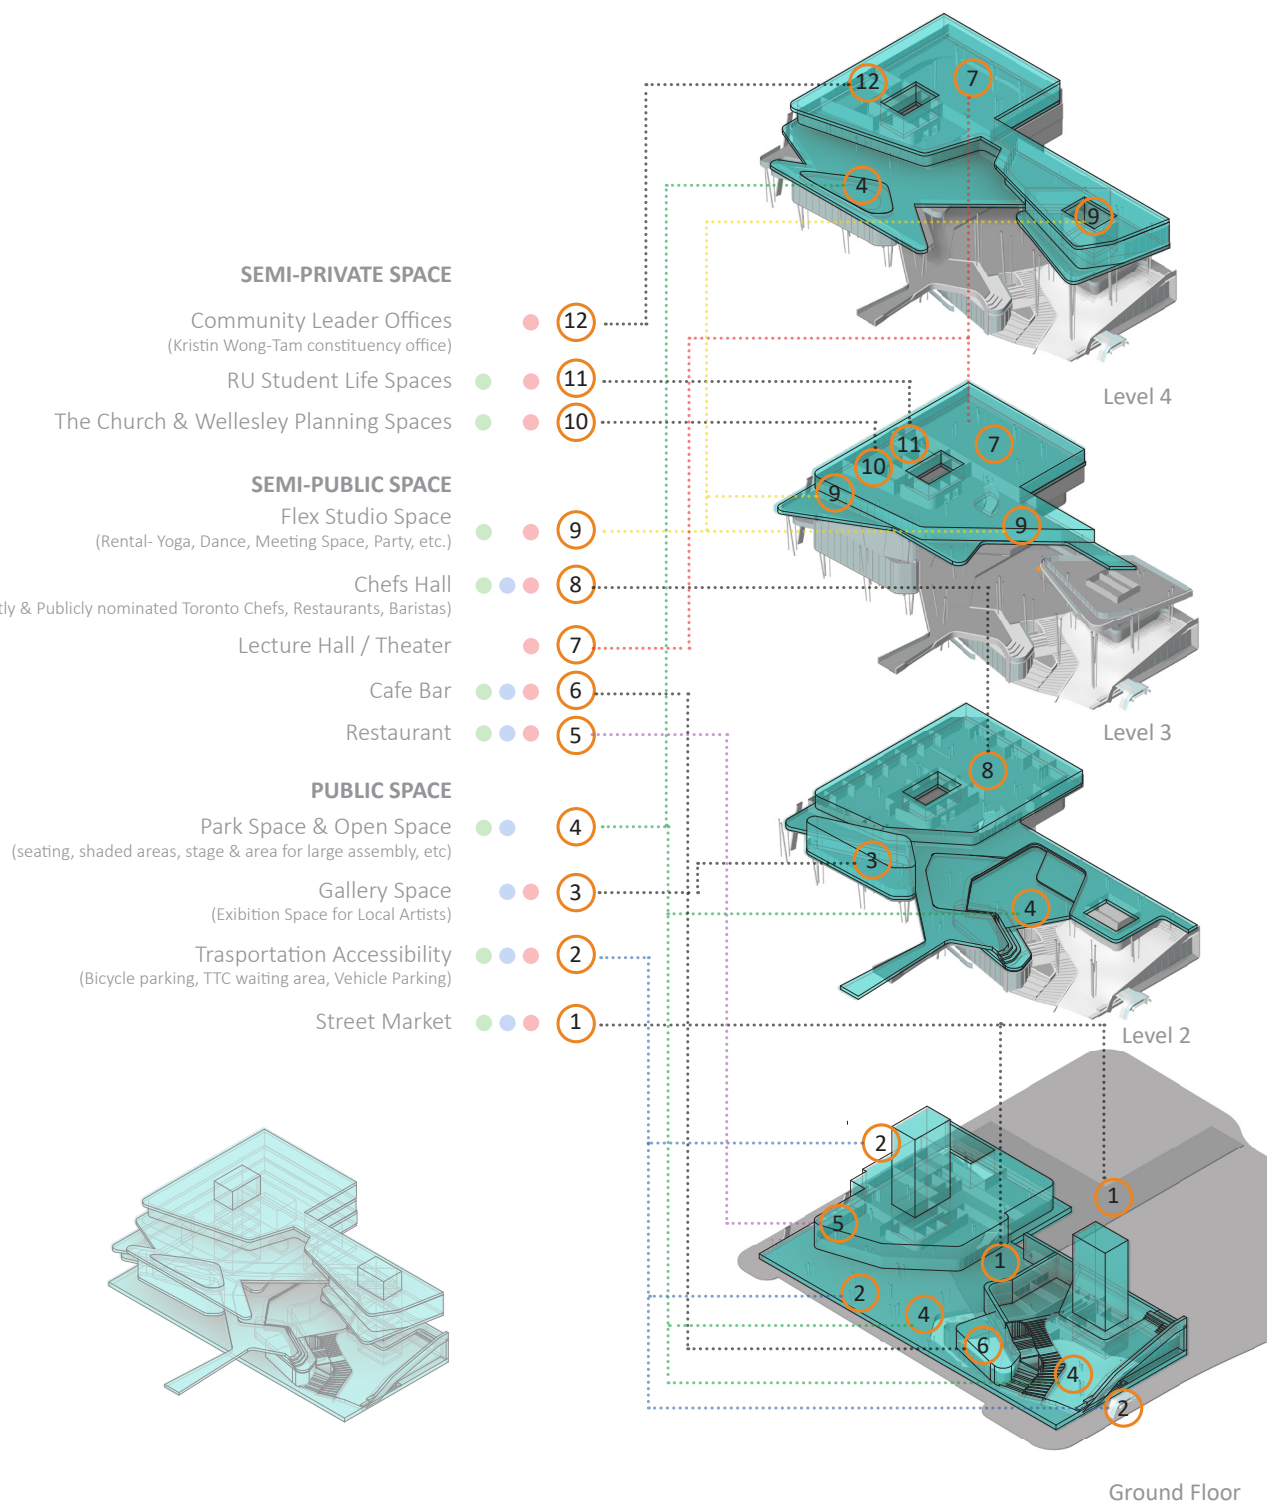 12
7
4
9
SEMI-PRIVATE SPACE
Community Leader Offices
12
(Kristin Wong-Tam constituency office)
RU Student Life Spaces
11
Level 4
The Church & Wellesley Planning Spaces
10
11
7
10
9
9
SEMI-PUBLIC SPACE
Flex Studio Space
(Rental- Yoga, Dance, Meeting Space, Party, etc.)
9
Chefs Hall
8
& Publicly nominated Toronto Chefs, Restaurants, Baristas)
Lecture Hall / Theater
7
Cafe Bar
6
Restaurant
5
Level 3
8
PUBLIC SPACE
Park Space & Open Space
4
(seating, shaded areas, stage & area for large assembly, etc)
3
Gallery Space
3
(Exibition Space for Local Artists)
4
Trasportation Accessibility
2
(Bicycle parking, TTC waiting area, Vehicle Parking)
Street Market
1
Level 2
2
1
5
1
2
4
6
4
2
Ground Floor